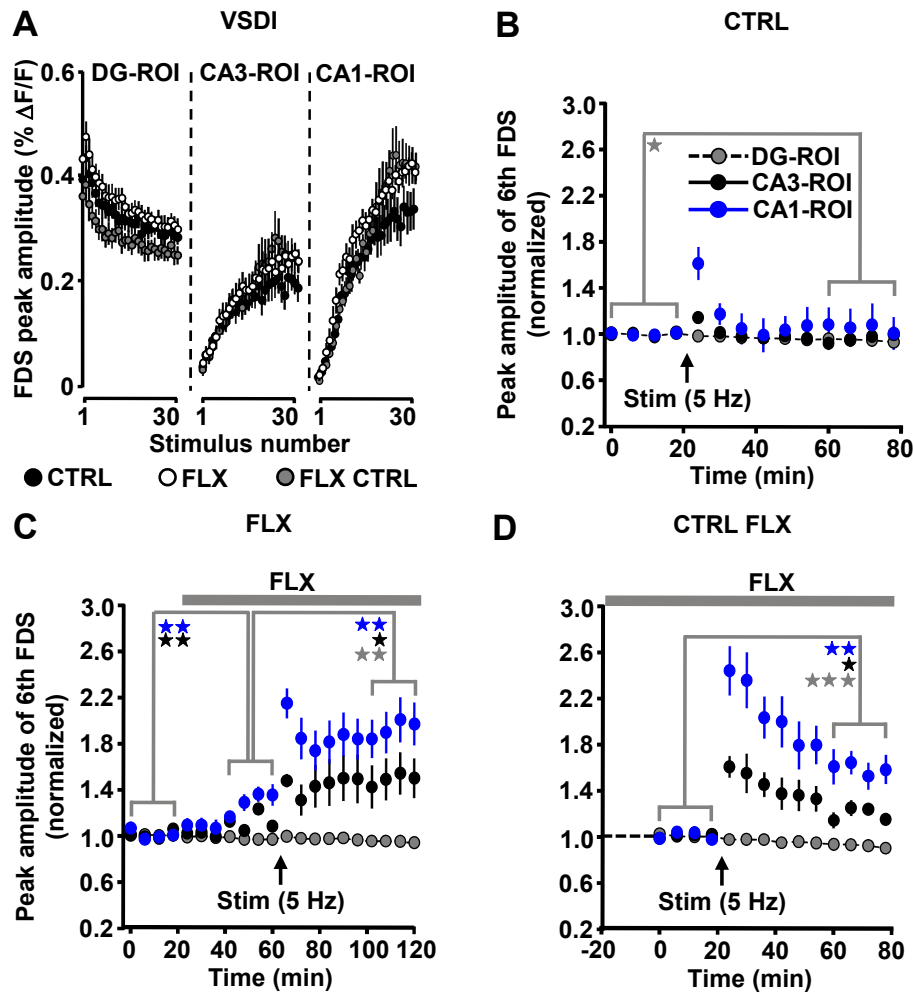 A
VSDI
DG-ROI
CA3-ROI
CA1-ROI
FDS peak amplitude (% ΔF/F)
0.6
0.4
0.2
0
1
30
1
30
1
30
Stimulus number
CTRL
FLX
FLX CTRL
B
CTRL
Peak amplitude of 6th FDS
(normalized)
3.0
2.6
2.2
1.8
1.4
1.0
0.6
0.2
DG-ROI
CA3-ROI
CA1-ROI
Stim (5 Hz)
0
20
40
60
80
Time (min)
C
FLX
FLX
Peak amplitude of 6th FDS
(normalized)
3.0
2.6
2.2
1.8
1.4
1.0
0.6
0.2
Stim (5 Hz)
0
20
40
60
80
100
120
Time (min)
D
CTRL FLX
FLX
3.0
2.6
2.2
1.8
1.4
1.0
0.6
0.2
Stim (5 Hz)
-20
0
20
40
60
80
Time (min)